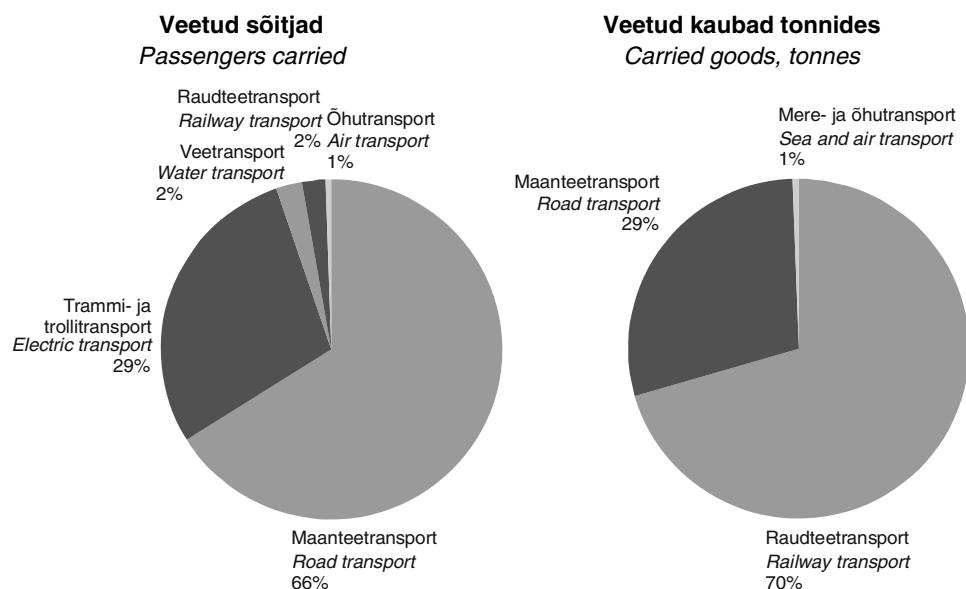 Veetud sõitjad
Passengers carried
Raudteetransport
Railway transport
2%
Õhutransport
Air transport
1%
Veetransport
Water transport
2%
Trammi- ja
trollitransport
Electric transport
29%
Maanteetransport
Road transport
66%
Veetud kaubad tonnides
Carried goods, tonnes
Mere- ja õhutransport
Sea and air transport
1%
Maanteetransport
Road transport
29%
Raudteetransport
Railway transport
70%